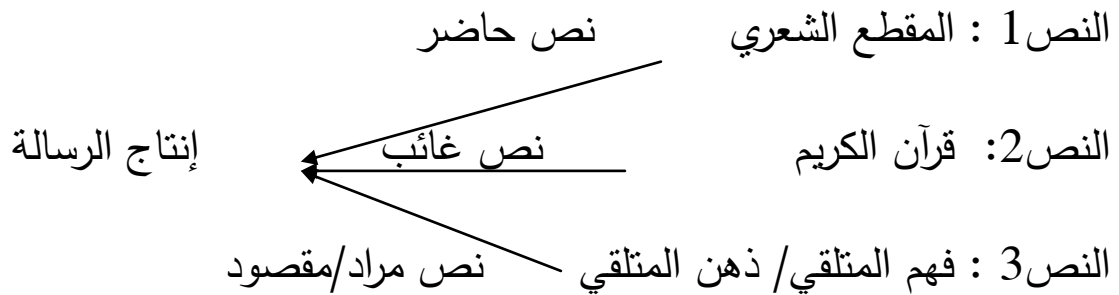 النص1 : المقطع الشعري نص حاضر
النص2: قرآن الكريم نص غائب إنتاج الرسالة
النص3 : فهم المتلقي/ ذهن المتلقي نص مراد/مقصود